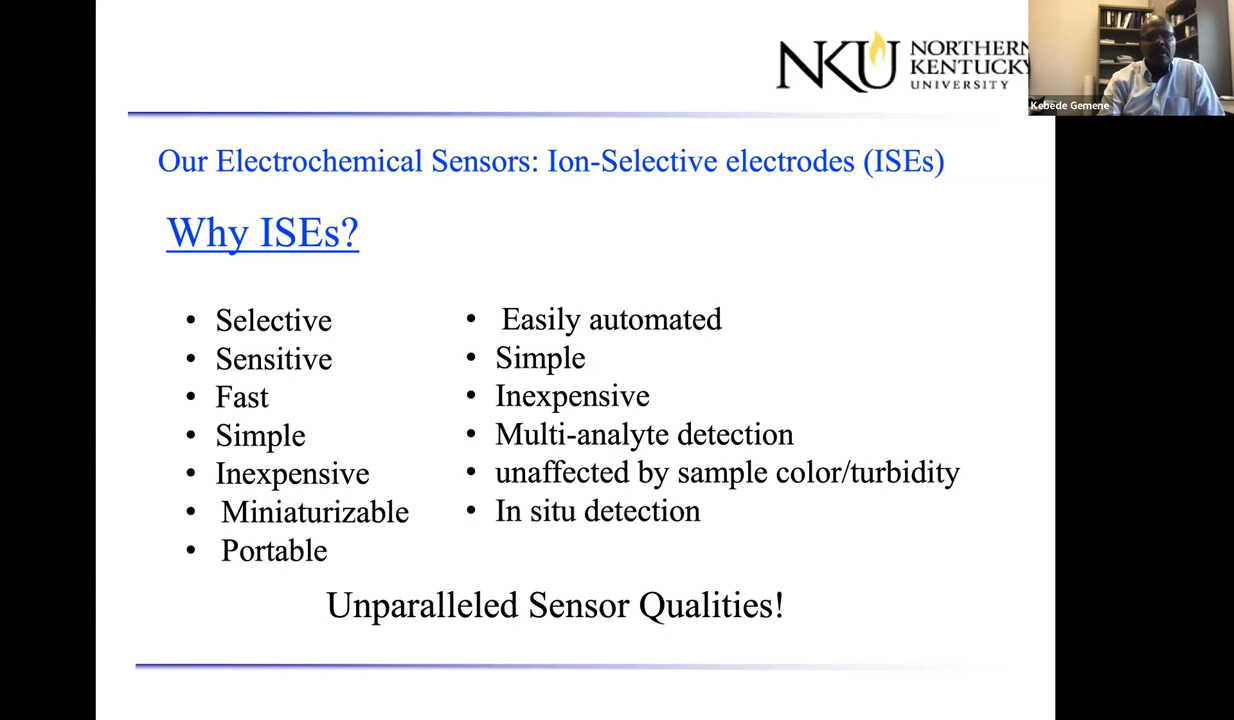 NKU NORTHERN
KENTUCKY
UNIVERSITY
Kebede Gemene
Our Electrochemical Sensors: Ion-Selective electrodes (ISEs)
Why ISEs?
• Selective
• Sensitive
• Fast
• Simple
• Inexpensive
• Miniaturizable
• Portable
• Easily automated
• Simple
• Inexpensive
• Multi-analyte detection
• unaffected by sample color/turbidity
• In situ detection
Unparalleled Sensor Qualities!